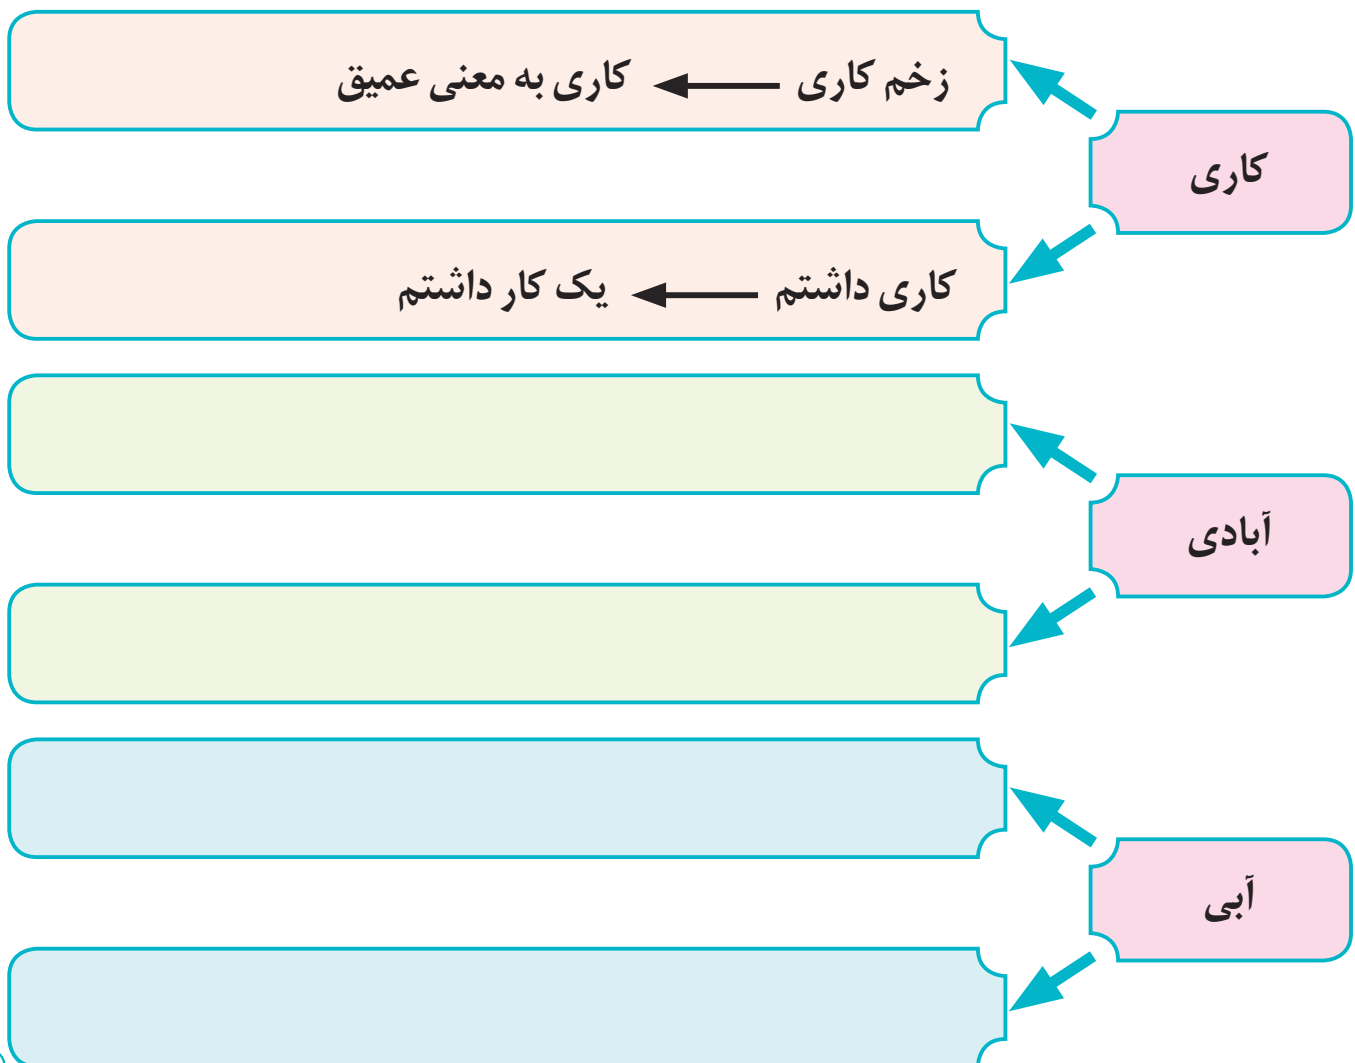 کاری
زخم کاری ← کاری به معنی عمیق
کاری داشتم ← یک کار داشتم
آبادی
آبی